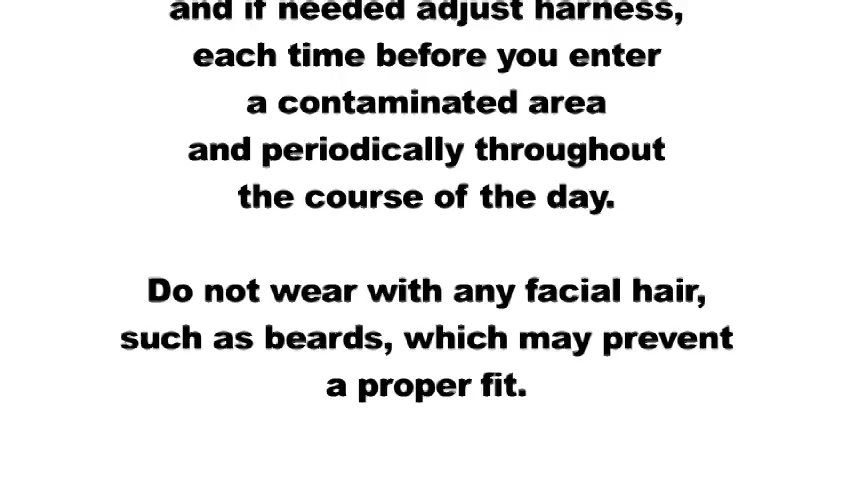 and if needed adjust harness,
each time before you enter
a contaminated area
and periodically throughout
the course of the day.
Do not wear with any facial hair,
such as beards, which may prevent
a proper fit.